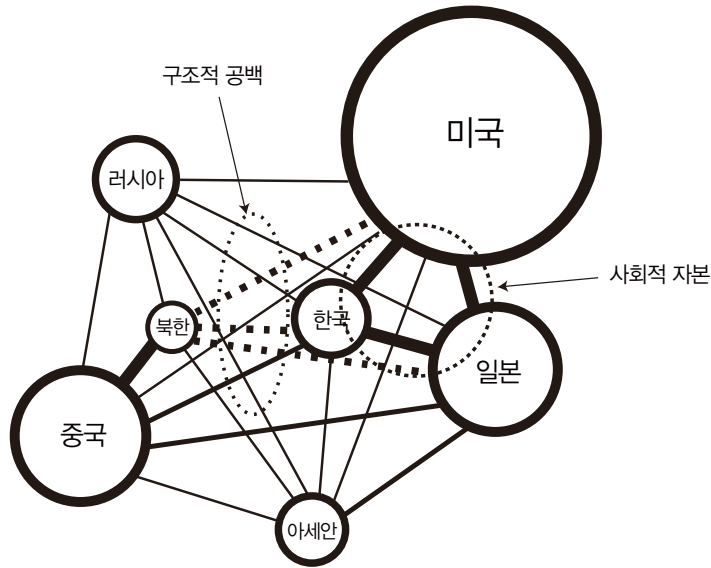 구조적 공백
미국
러시아
사회적 자본
북한
한국
일본
중국
아세안